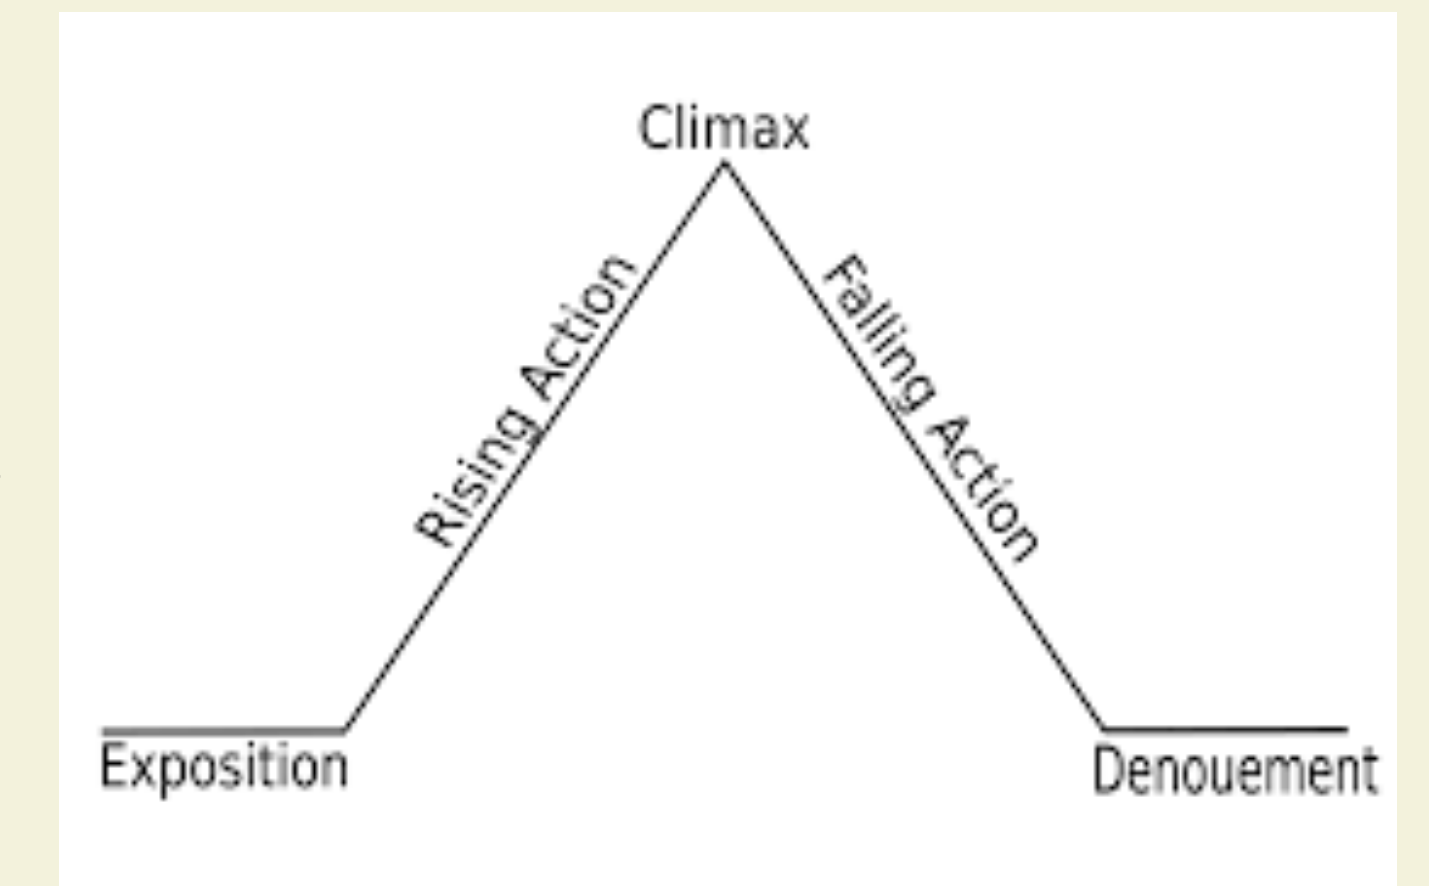 Climax
Rising Action
Falling Action
Exposition
Denouement